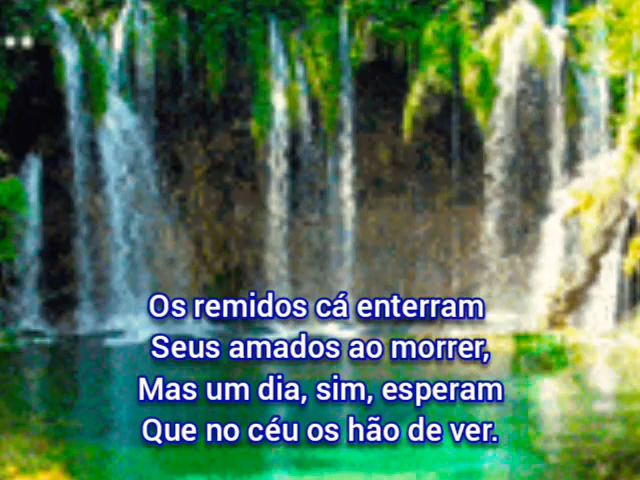 Os remidos cá enterram
Seus amados ao morrer,
Mas um dia, sim, esperam
Que no céu os hão de ver.